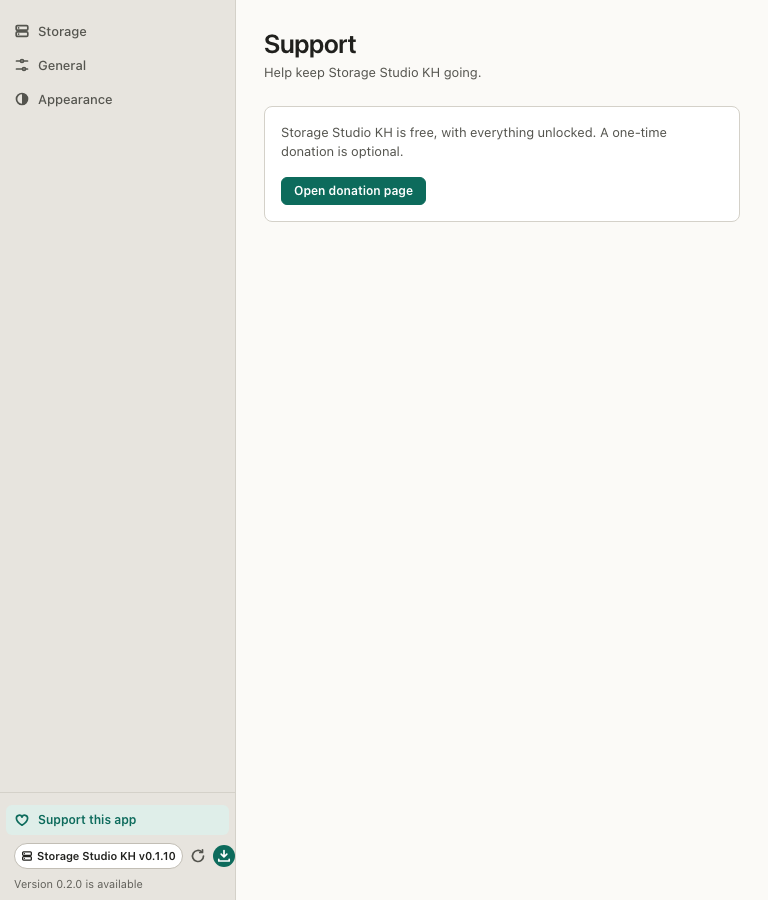 Storage
General
Appearance
Support
Help keep Storage Studio KH going.
Storage Studio KH is free, with everything unlocked. A one-time
donation is optional.
Open donation page
Support this app
Storage Studio KH v0.1.10
Version 0.2.0 is available